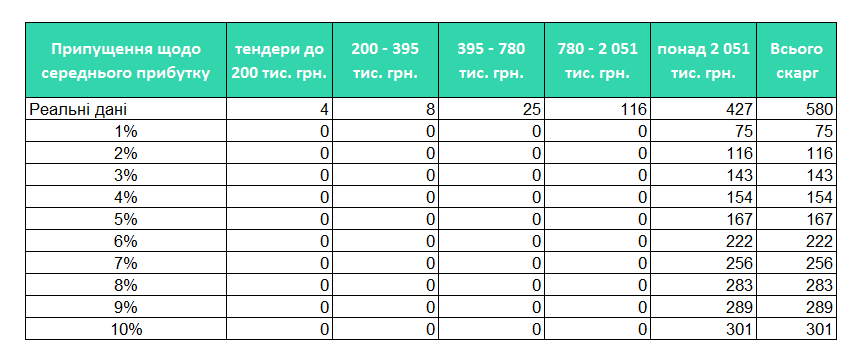 Припущення щодо середнього прибутку тендери до 200 тис. грн. 200 - 395 тис. грн. 395 - 780 тис. грн. 780 - 2 051 тис. грн. понад 2 051 тис. грн. Всього скарг
Реальні дані 4 8 25 116 427 580
1% 0 0 0 0 75 75
2% 0 0 0 0 116 116
3% 0 0 0 0 143 143
4% 0 0 0 0 154 154
5% 0 0 0 0 167 167
6% 0 0 0 0 222 222
7% 0 0 0 0 256 256
8% 0 0 0 0 283 283
9% 0 0 0 0 289 289
10% 0 0 0 0 301 301